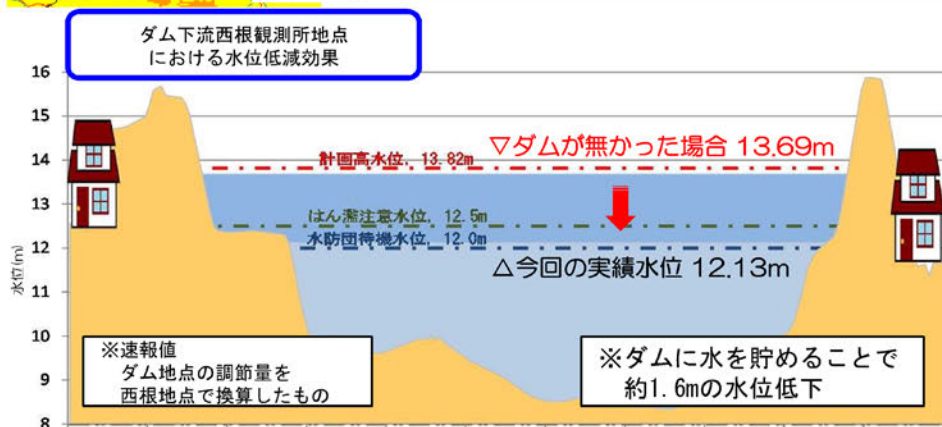 ダム下流西根観測所地点
における水位低減効果
16
15
14
13
12
11
10
9
8
水位(m)
計画高水位, 13.82m
▽ダムが無かった場合 13.69m
はん濫注意水位, 12.5m
水防団待機水位, 12.0m
△今回の実績水位 12.13m
※速報値
ダム地点の調節量を
西根地点で換算したもの
※ダムに水を貯めることで
約1.6mの水位低下